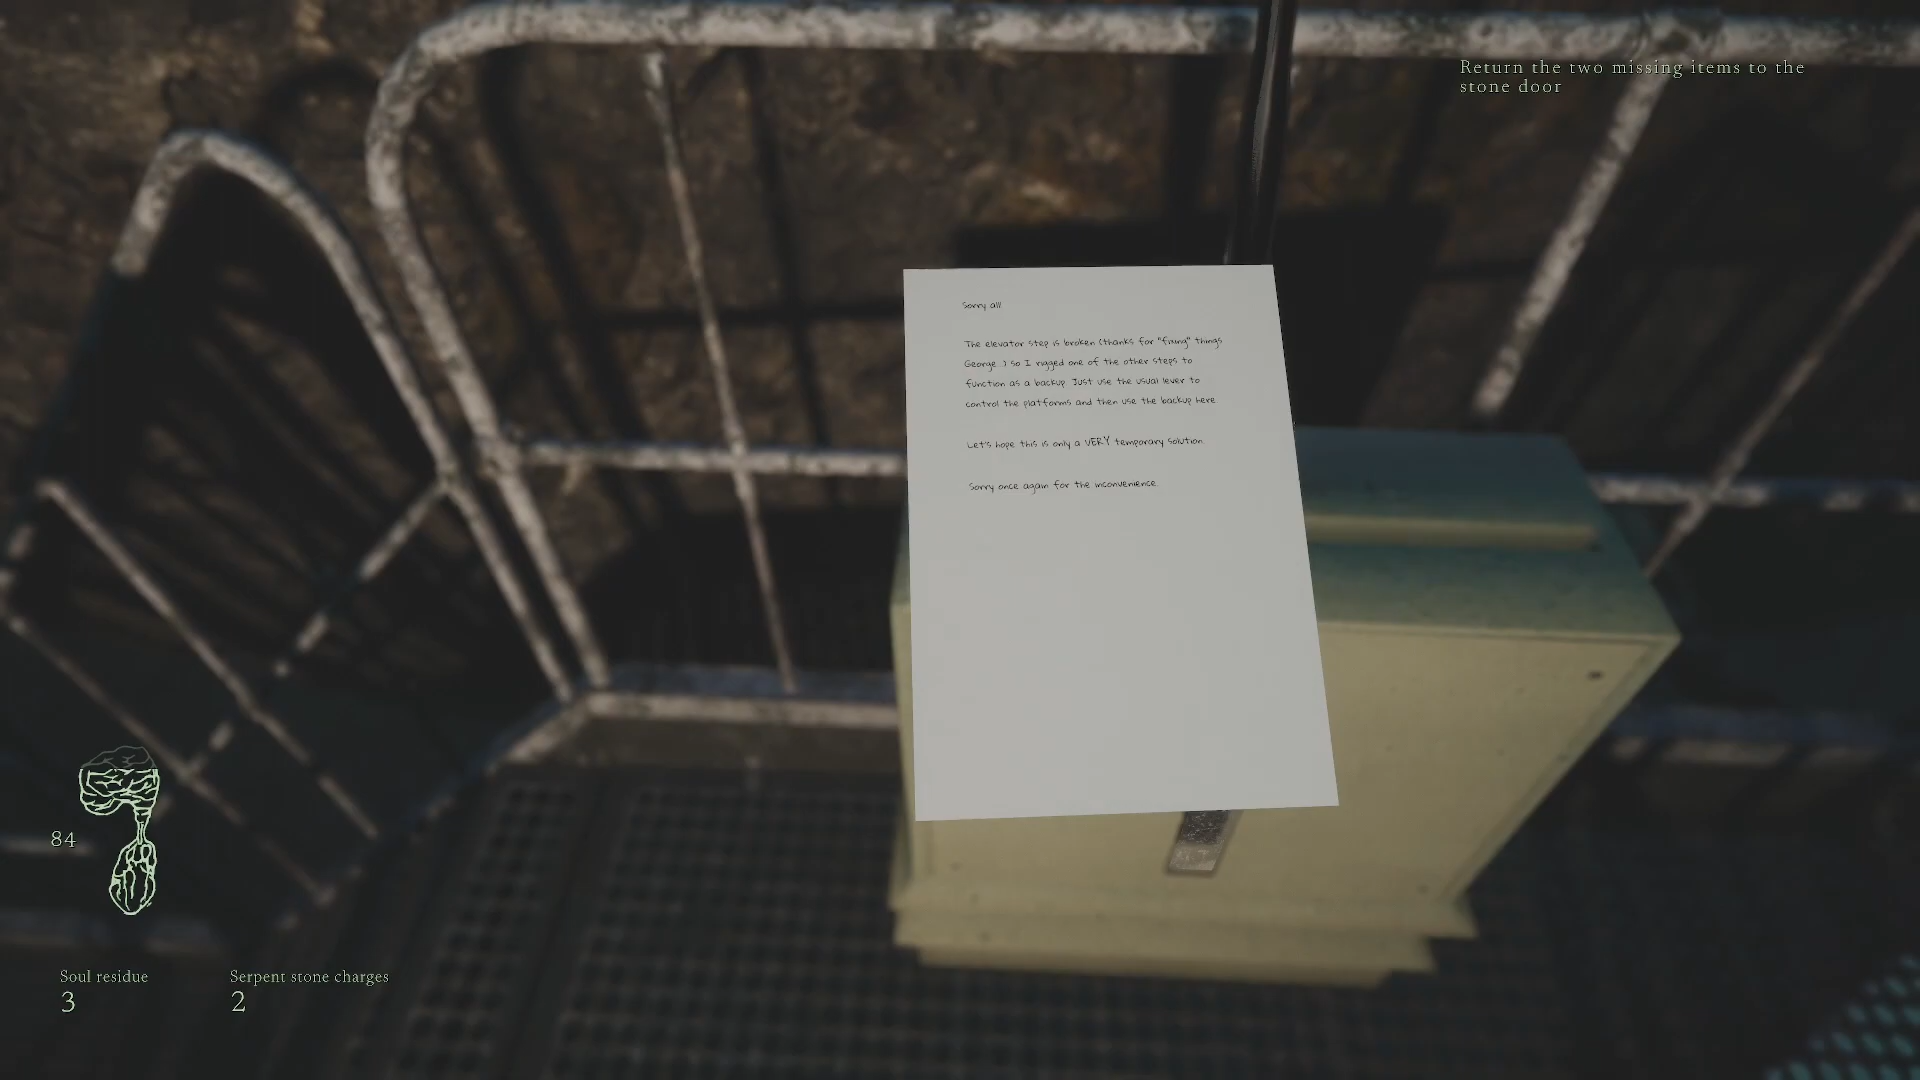 Return the two missing items to the
stone door
Sorry all
The elevator step is broken (thanks for "fixing" things
George ) so I rigged one of the other steps to
function as a backup Just use the usual lever to
control the platforms and then use the backup here
Let's hope this is only a VERY temporary solution.
Sorry once again for the inconvenience.
84
Soul residue
3
Serpent stone charges
2